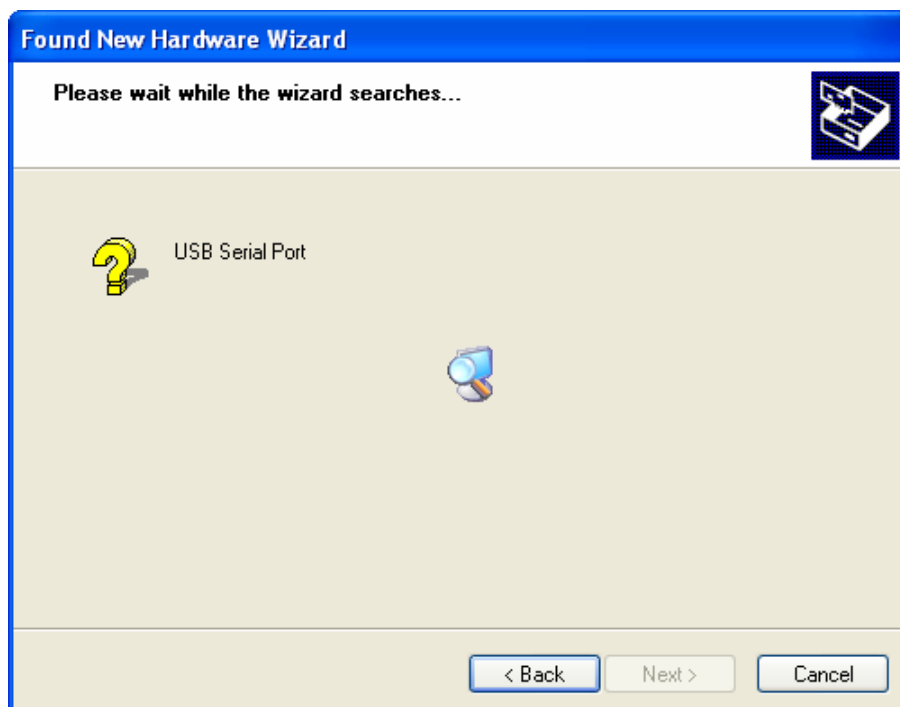 Found New Hardware Wizard
Please wait while the wizard searches...
USB Serial Port
< Back Next > Cancel